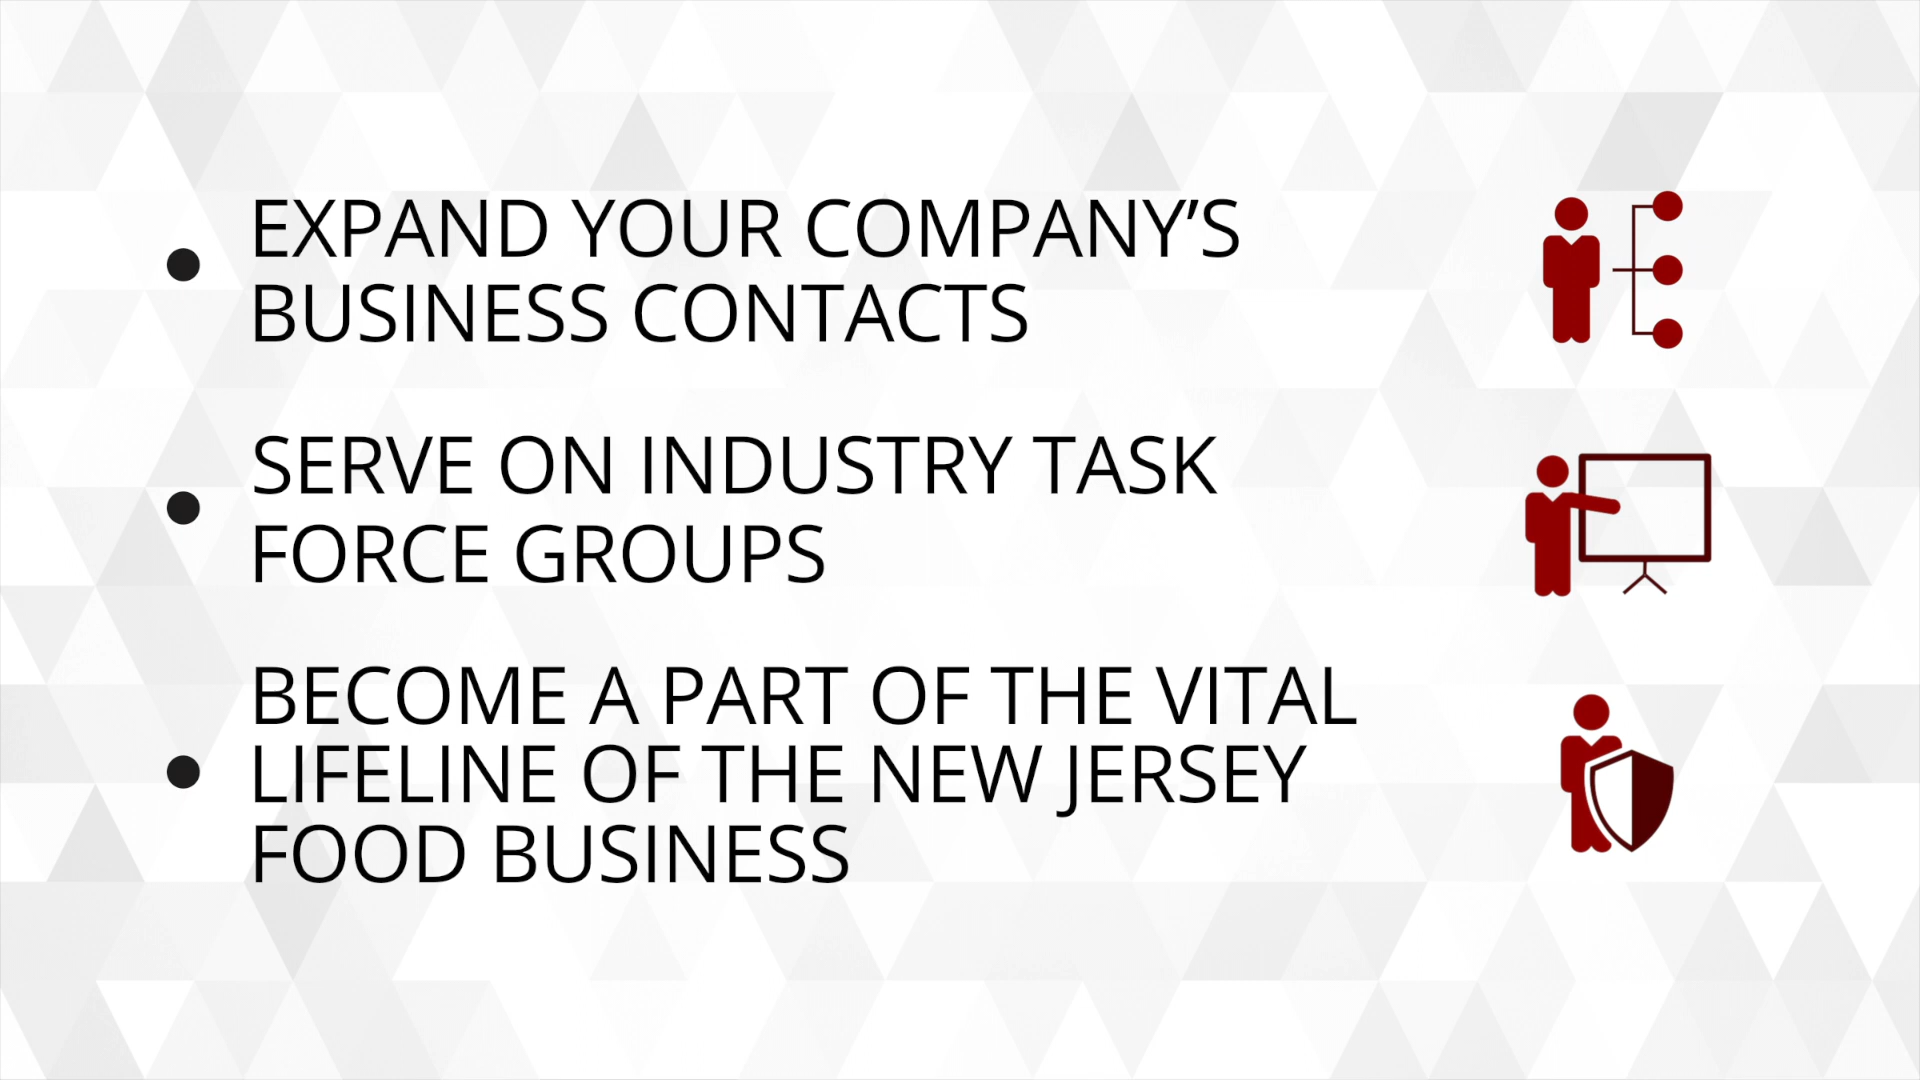 EXPAND YOUR COMPANY’S
BUSINESS CONTACTS
SERVE ON INDUSTRY TASK
FORCE GROUPS
BECOME A PART OF THE VITAL
LIFELINE OF THE NEW JERSEY
FOOD BUSINESS